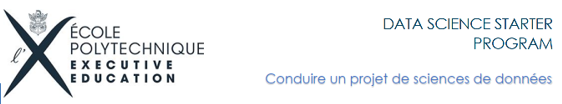 l'X
ÉCOLE
POLYTECHNIQUE
EXECUTIVE
EDUCATION
DATA SCIENCE STARTER
PROGRAM
Conduire un projet de sciences de données